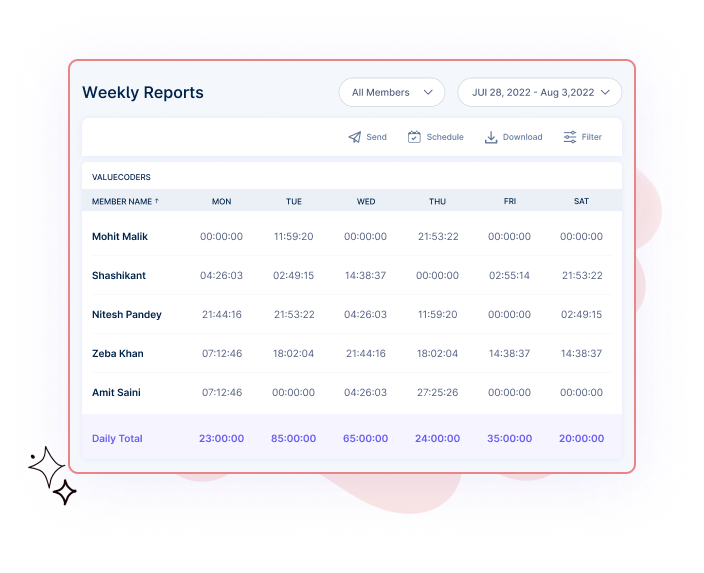 Weekly Reports All Members JUl 28, 2022 - Aug 3,2022
Send Schedule Download Filter
VALUECODERS
MEMBER NAME ↑ MON TUE WED THU FRI SAT
Mohit Malik 00:00:00 11:59:20 00:00:00 21:53:22 00:00:00 00:00:00
Shashikant 04:26:03 02:49:15 14:38:37 00:00:00 02:55:14 21:53:22
Nitesh Pandey 21:44:16 21:53:22 04:26:03 11:59:20 00:00:00 02:49:15
Zeba Khan 07:12:46 18:02:04 21:44:16 18:02:04 14:38:37 14:38:37
Amit Saini 07:12:46 00:00:00 04:26:03 27:25:26 00:00:00 00:00:00
Daily Total 23:00:00 85:00:00 65:00:00 24:00:00 35:00:00 20:00:00